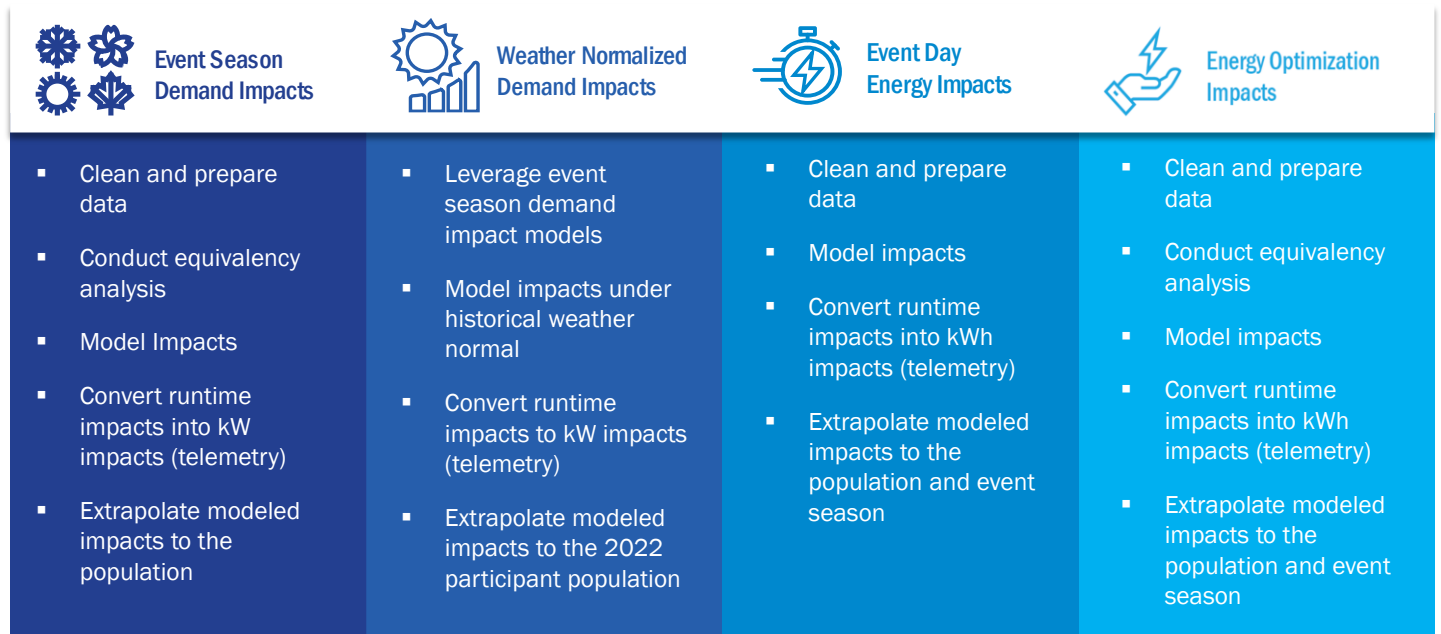 Event Season
Demand Impacts
Weather Normalized
Demand Impacts
Event Day
Energy Impacts
Energy Optimization
Impacts
▪ Clean and prepare
data
▪ Conduct equivalency
analysis
▪ Model Impacts
▪ Convert runtime
impacts into kW
impacts (telemetry)
▪ Extrapolate modeled
impacts to the
population
▪ Leverage event
season demand
impact models
▪ Model impacts under
historical weather
normal
▪ Convert runtime
impacts to kW impacts
(telemetry)
▪ Extrapolate modeled
impacts to the 2022
participant population
▪ Clean and prepare
data
▪ Model impacts
▪ Convert runtime
impacts into kWh
impacts (telemetry)
▪ Extrapolate modeled
impacts to the
population and event
season
▪ Clean and prepare
data
▪ Conduct equivalency
analysis
▪ Model impacts
▪ Convert runtime
impacts into kWh
impacts (telemetry)
▪ Extrapolate modeled
impacts to the
population and event
season